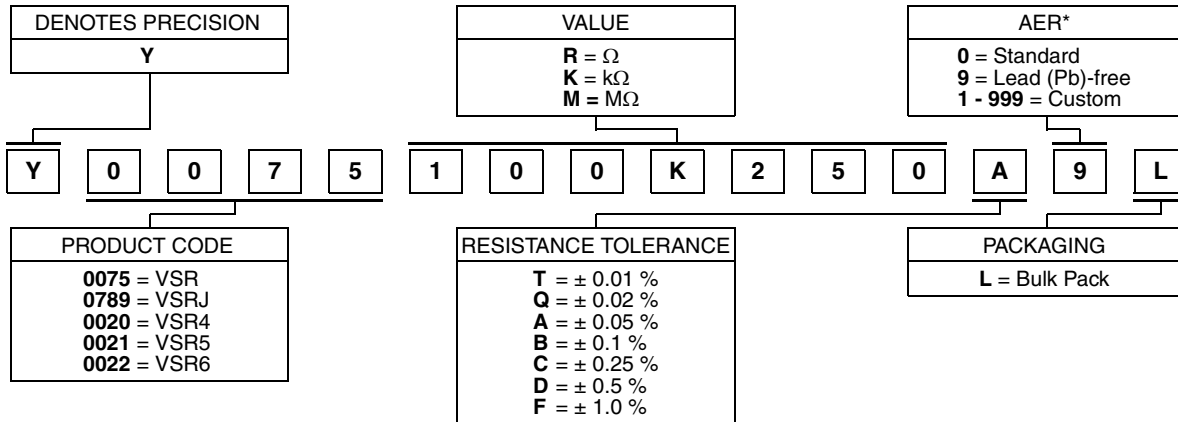 DENOTES PRECISION
Y
VALUE
R = Ω
K = kΩ
M = MΩ
AER*
0 = Standard
9 = Lead (Pb)-free
1 - 999 = Custom
Y 0 0 7 5 1 0 0 K 2 5 0 A 9 L
PRODUCT CODE
0075 = VSR
0789 = VSRJ
0020 = VSR4
0021 = VSR5
0022 = VSR6
RESISTANCE TOLERANCE
T = ± 0.01 %
Q = ± 0.02 %
A = ± 0.05 %
B = ± 0.1 %
C = ± 0.25 %
D = ± 0.5 %
F = ± 1.0 %
PACKAGING
L = Bulk Pack